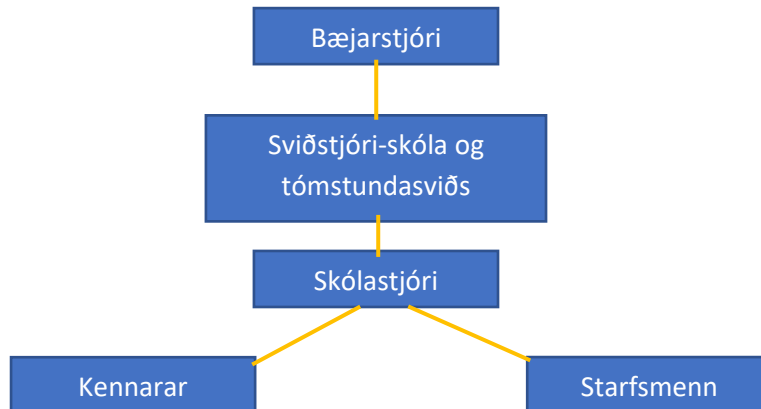 Bæjarstjóri
Sviðstjóri-skóla og
tómstundasviðs
Skólastjóri
Kennarar
Starfsmenn